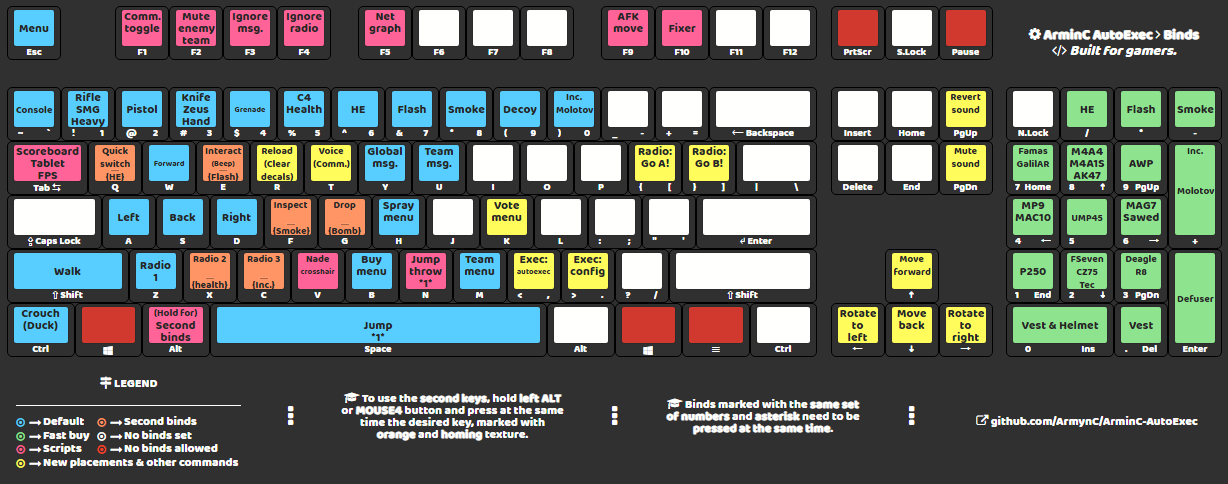 Menu
Esc
Comm. toggle
F1
Mute enemy team
F2
Ignore msg.
F3
Ignore radio
F4
Net graph
F5
F6
F7
F8
AFK move
F9
Fixer
F10
F11
F12
PrtScr
S.Lock
Pause
ArminC AutoExec > Binds
</> Built for gamers.
Console
~ `
Rifle SMG Heavy
! 1
Pistol
@ 2
Knife Zeus Hand
# 3
Grenade
$ 4
C4 Health
% 5
HE
^ 6
Flash
& 7
Smoke
* 8
Decoy
( 9
Inc. Molotov
) 0
_ -
+ =
← Backspace
Insert
Home
Revert sound
PgUp
N.Lock
HE
/
Flash
*
Smoke
-
Scoreboard Tablet FPS
Tab ⇆
Quick switch — (HE)
Q
Forward
W
Interact (Beep) — (Flash)
E
Reload (Clear decals)
R
Voice (Comm.)
T
Global msg.
Y
Team msg.
U
I
O
P
Radio: Go A!
{ [
Radio: Go B!
} ]
| \
Delete
End
Mute sound
PgDn
Famas GalilAR
7 Home
M4A4 M4A1S AK47
8 ↑
AWP
9 PgUp
Inc. Molotov
+
⇪ Caps Lock
Left
A
Back
S
Right
D
Inspect — (Smoke)
F
Drop — (Bomb)
G
Spray menu
H
J
Vote menu
K
L
: ;
" '
↵ Enter
MP9 MAC10
4 ←
UMP45
5
MAG7 Sawed
6 →
Walk
⇧ Shift
Radio 1
Z
Radio 2 — (health)
X
Radio 3 — (Inc.)
C
Nade crosshair
V
Buy menu
B
Jump throw *1*
N
Team menu
M
Exec: autoexec
< ,
Exec: config
> .
? /
⇧ Shift
Move forward
↑
P250
1 End
FSeven CZ75 Tec
2 ↓
Deagle R8
3 PgDn
Defuser
Enter
Crouch (Duck)
Ctrl
(Hold for) Second binds
Alt
Jump *1*
Space
Alt
Ctrl
Rotate to left
←
Move back
↓
Rotate to right
→
Vest & Helmet
0 Ins
Vest
. Del
LEGEND
→ Default
→ Second binds
→ Fast buy
→ No binds set
→ Scripts
→ No binds allowed
→ New placements & other commands
To use the second keys, hold left ALT
or MOUSE4 button and press at the same
time the desired key, marked with
orange and homing texture.
Binds marked with the same set
of numbers and asterisk need to be
pressed at the same time.
github.com/ArmynC/ArminC-AutoExec